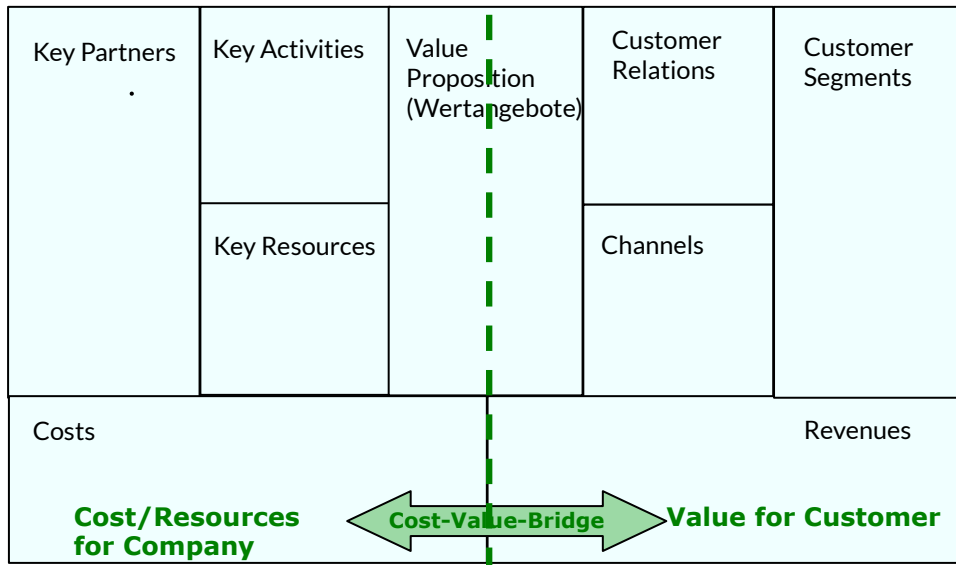 Key Partners
Key Activities
Value
Proposition
(Wertangebote)
Customer
Relations
Customer
Segments
Key Resources
Channels
Costs
Revenues
Cost/Resources
for Company
Cost-Value-Bridge
Value for Customer